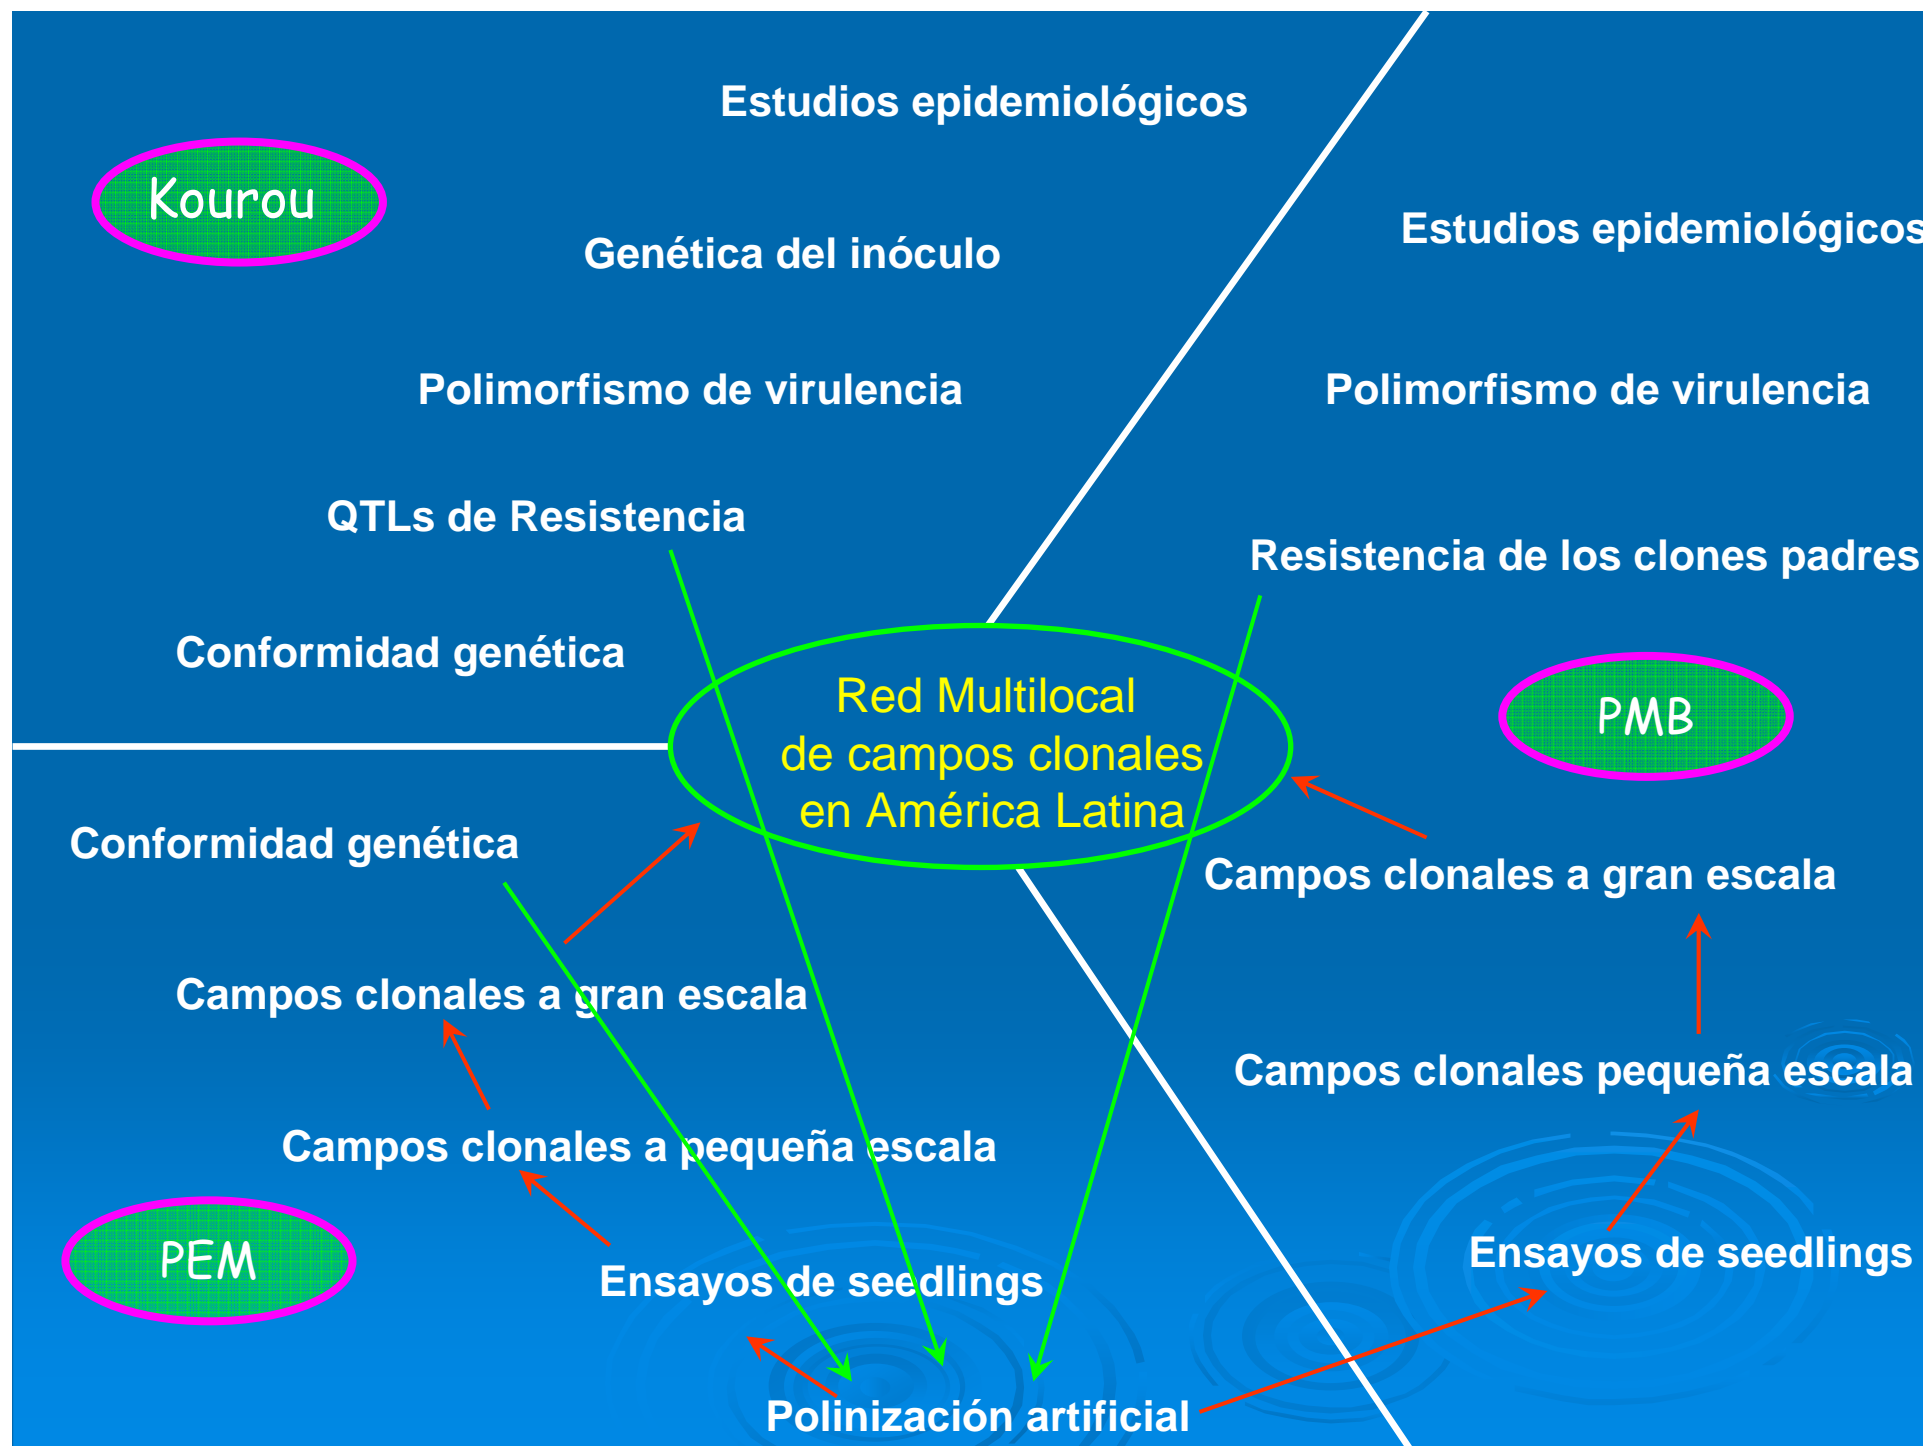 Estudios epidemiológicos
Kourou
Genética del inóculo
Polimorfismo de virulencia
QTLs de Resistencia
Conformidad genética
Estudios epidemiológicos
Polimorfismo de virulencia
Resistencia de los clones padres
PMB
Red Multilocal
de campos clonales
en América Latina
Campos clonales a gran escala
Campos clonales pequeña escala
Ensayos de seedlings
Conformidad genética
Campos clonales a gran escala
Campos clonales a pequeña escala
PEM
Ensayos de seedlings
Polinización artificial